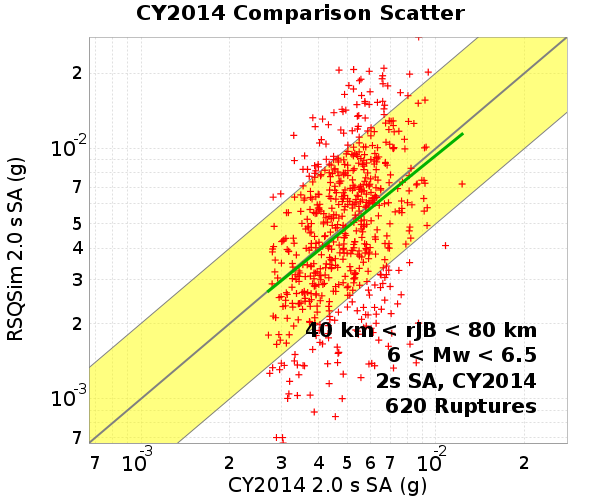 CY2014 Comparison Scatter
RSQSim 2.0 s SA (g)
2
10-2
7
5
4
3
2
10-3
7
40 km < rJB < 80 km
6 < Mw < 6.5
2s SA, CY2014
620 Ruptures
7 10-3 2 3 4 5 6 7 10-2 2
CY2014 2.0 s SA (g)